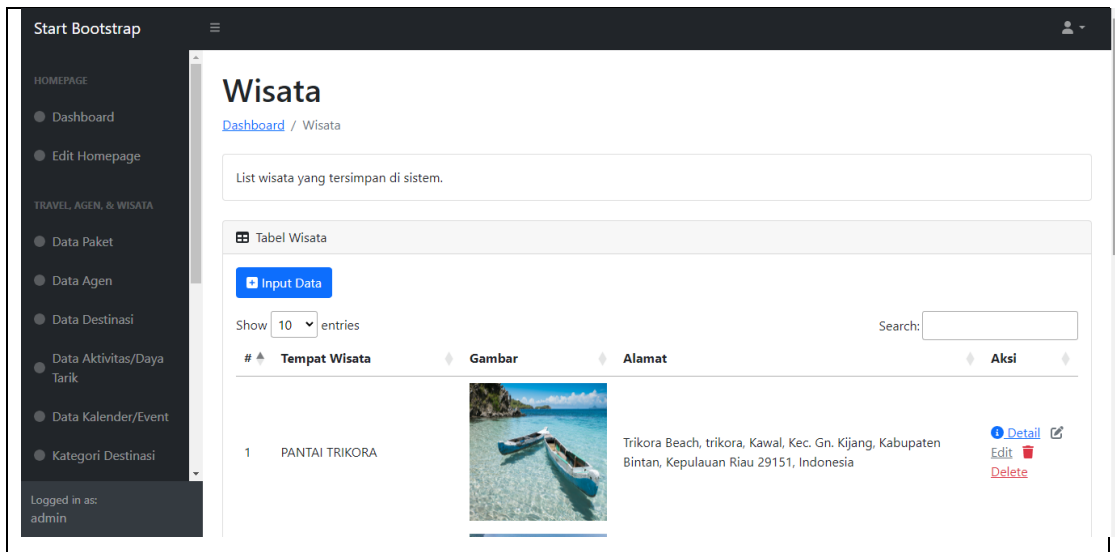 Start Bootstrap
HOMEPAGE
Dashboard
Edit Homepage
TRAVEL, AGEN, & WISATA
Data Paket
Data Agen
Data Destinasi
Data Aktivitas/Daya
Tarik
Data Kalender/Event
Kategori Destinasi
Logged in as:
admin
Wisata
Dashboard / Wisata
List wisata yang tersimpan di sistem.
Tabel Wisata
Input Data
Show 10 entries
Search:
# Tempat Wisata Gambar Alamat Aksi
1 PANTAI TRIKORA
Trikora Beach, trikora, Kawal, Kec. Gn. Kijang, Kabupaten
Bintan, Kepulauan Riau 29151, Indonesia
Detail
Edit
Delete